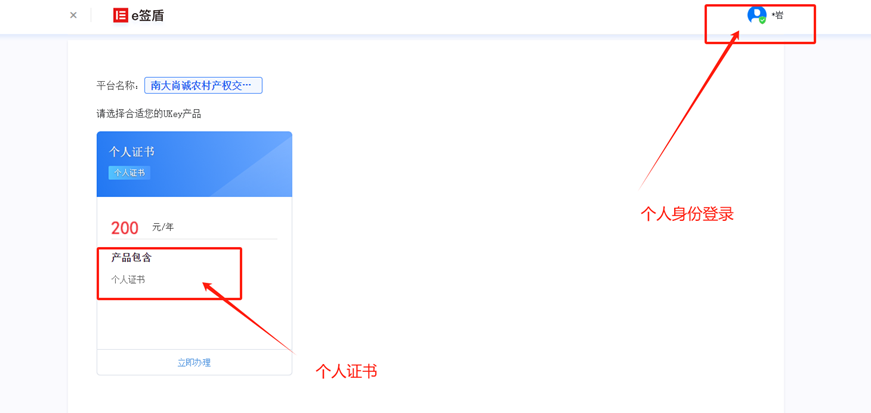 × e签盾 *岩
平台名称： 南大尚诚农村产权交…
请选择合适您的UKey产品
个人证书
个人证书
200 元/年
产品包含
个人证书
立即办理
个人身份登录
个人证书